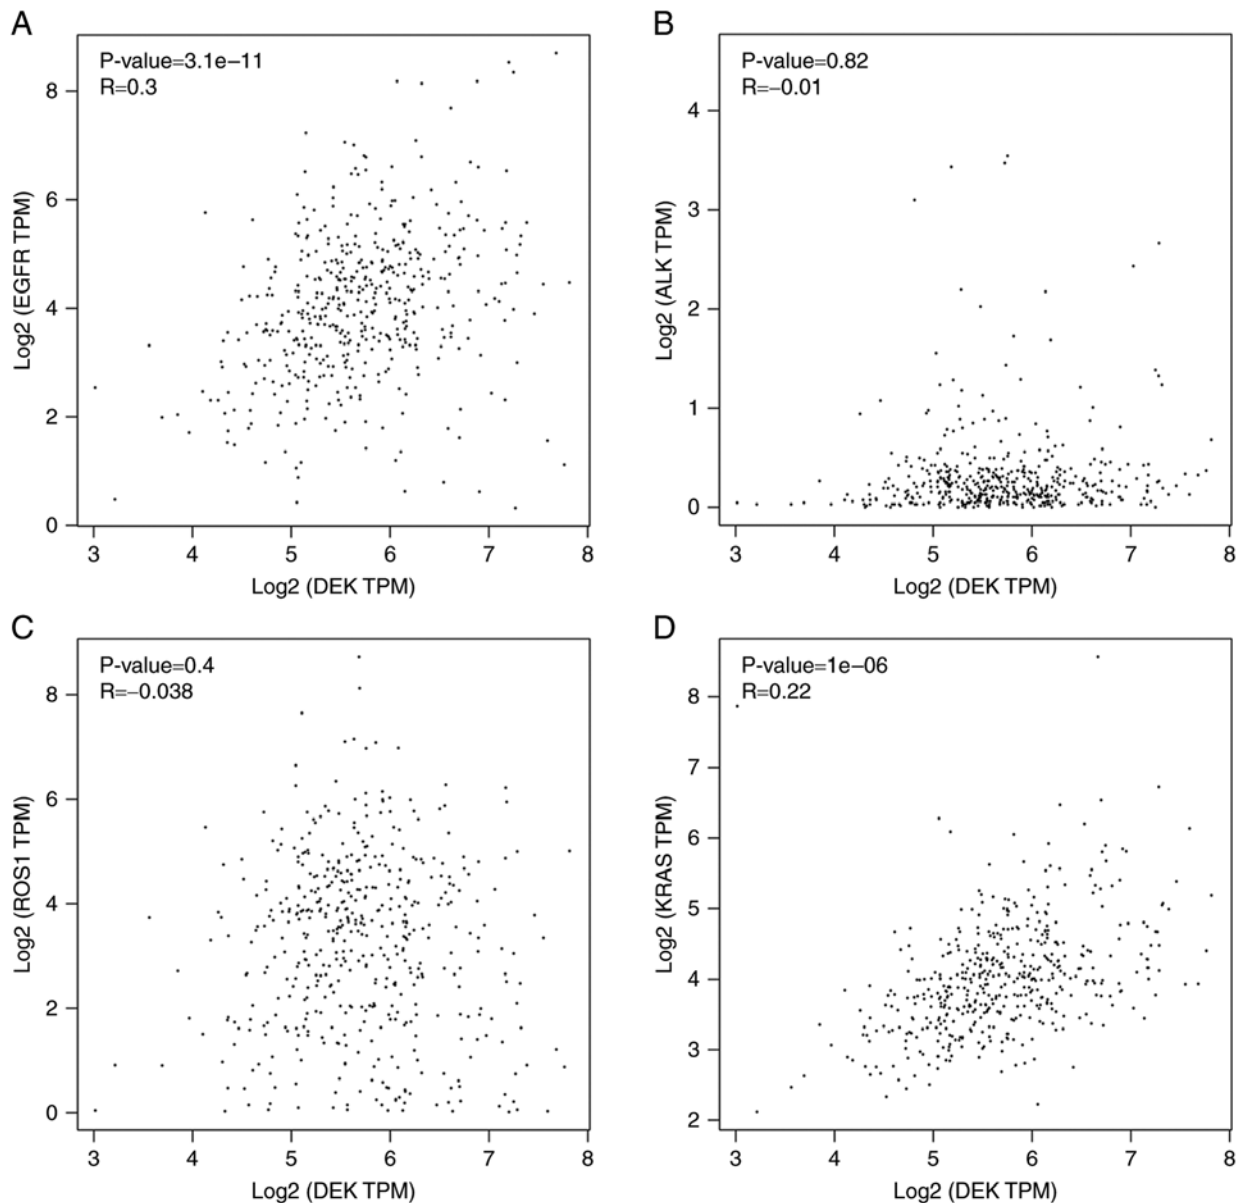 A
P-value=3.1e−11
R=0.3
8
6
4
2
0
Log2 (EGFR TPM)
3 4 5 6 7 8
Log2 (DEK TPM)
B
P-value=0.82
R=−0.01
4
3
2
1
0
Log2 (ALK TPM)
3 4 5 6 7 8
Log2 (DEK TPM)
C
P-value=0.4
R=−0.038
8
6
4
2
0
Log2 (ROS1 TPM)
3 4 5 6 7 8
Log2 (DEK TPM)
D
P-value=1e−06
R=0.22
8
7
6
5
4
3
2
Log2 (KRAS TPM)
3 4 5 6 7 8
Log2 (DEK TPM)